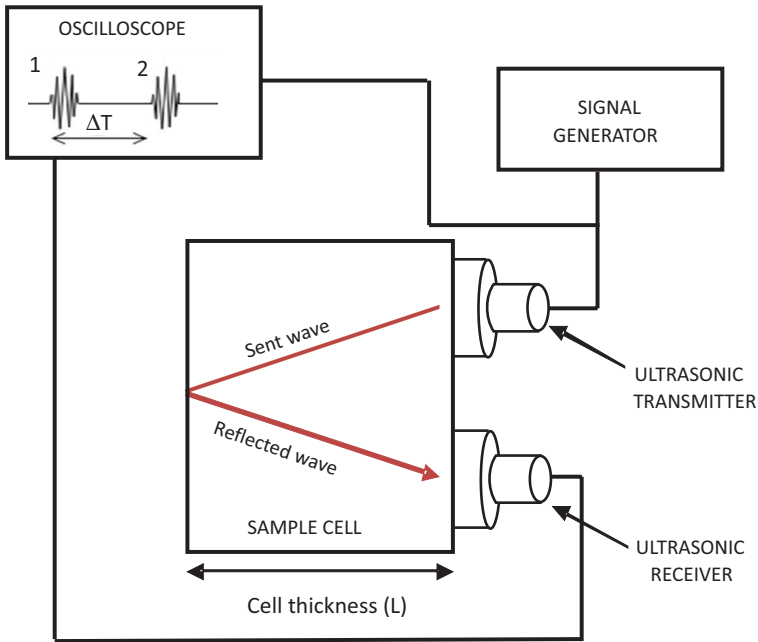 OSCILLOSCOPE
1 2
ΔT
SIGNAL
GENERATOR
Sent wave
Reflected wave
SAMPLE CELL
Cell thickness (L)
ULTRASONIC
TRANSMITTER
ULTRASONIC
RECEIVER